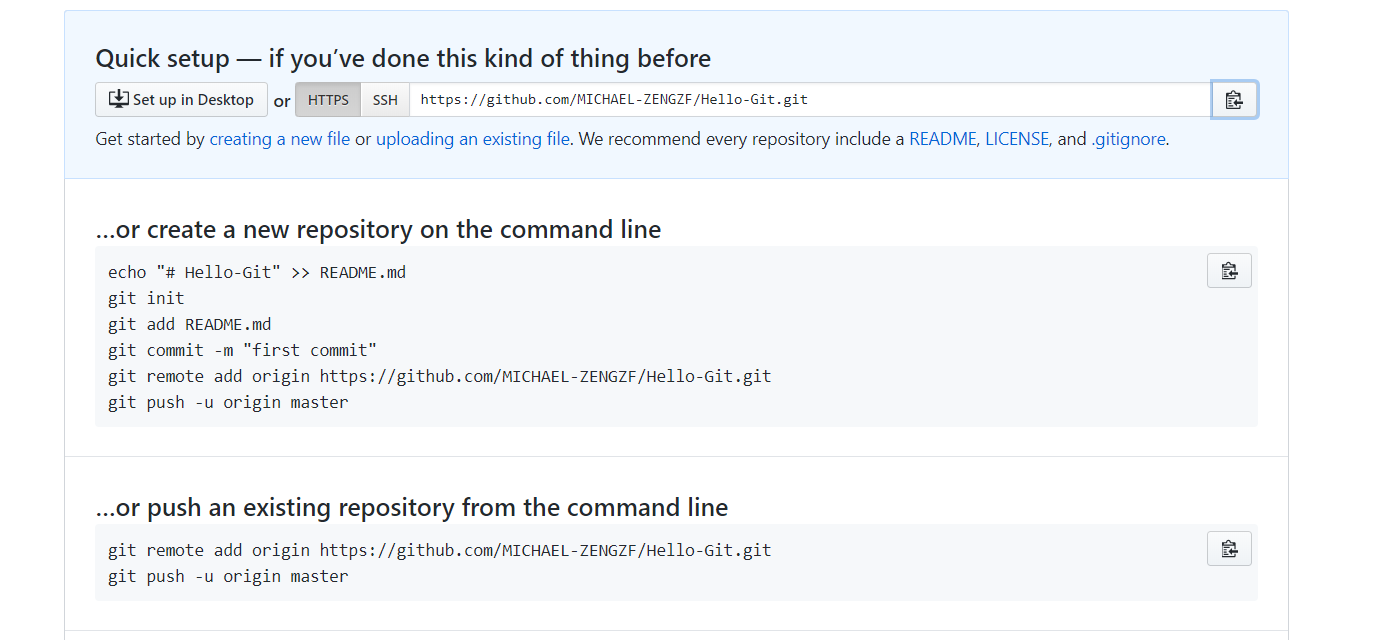 Quick setup — if you’ve done this kind of thing before
Set up in Desktop or HTTPS SSH https://github.com/MICHAEL-ZENGZF/Hello-Git.git
Get started by creating a new file or uploading an existing file. We recommend every repository include a README, LICENSE, and .gitignore.
…or create a new repository on the command line
echo "# Hello-Git" >> README.md
git init
git add README.md
git commit -m "first commit"
git remote add origin https://github.com/MICHAEL-ZENGZF/Hello-Git.git
git push -u origin master
…or push an existing repository from the command line
git remote add origin https://github.com/MICHAEL-ZENGZF/Hello-Git.git
git push -u origin master